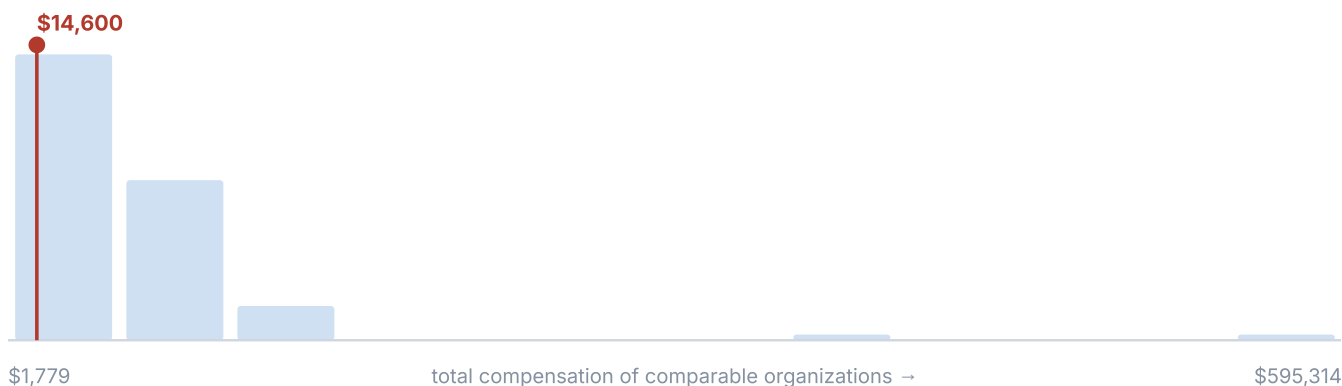 $14,600
$1,779
total compensation of comparable organizations →
$595,314